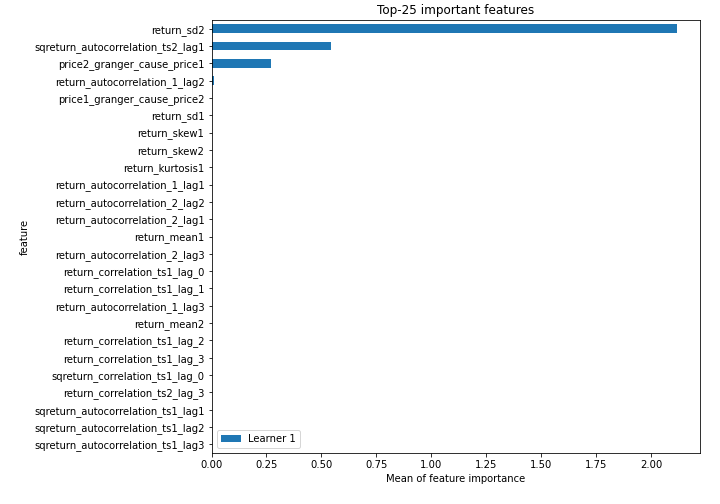 Top-25 important features
return_sd2
sqreturn_autocorrelation_ts2_lag1
price2_granger_cause_price1
return_autocorrelation_1_lag2
price1_granger_cause_price2
return_sd1
return_skew1
return_skew2
return_kurtosis1
return_autocorrelation_1_lag1
return_autocorrelation_2_lag2
return_autocorrelation_2_lag1
return_mean1
return_autocorrelation_2_lag3
return_correlation_ts1_lag_0
return_correlation_ts1_lag_1
return_autocorrelation_1_lag3
return_mean2
return_correlation_ts1_lag_2
return_correlation_ts1_lag_3
sqreturn_correlation_ts1_lag_0
return_correlation_ts2_lag_3
sqreturn_autocorrelation_ts1_lag1
sqreturn_autocorrelation_ts1_lag2
sqreturn_autocorrelation_ts1_lag3
feature
Learner 1
0.00 0.25 0.50 0.75 1.00 1.25 1.50 1.75 2.00
Mean of feature importance